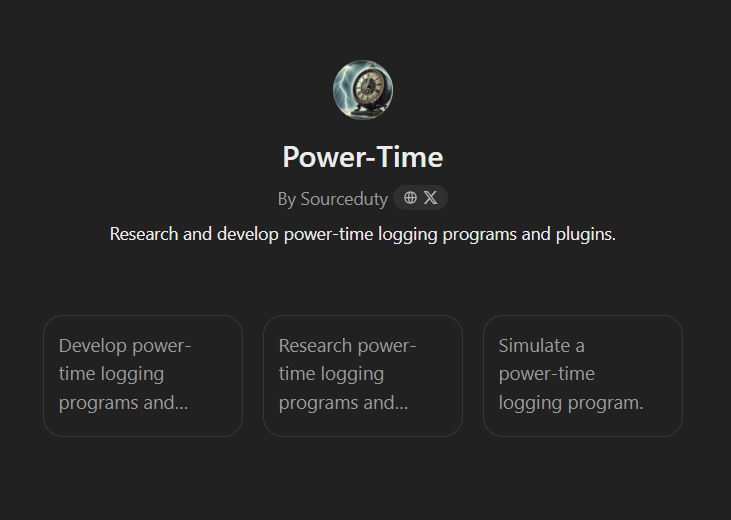 Power-Time
By Sourceduty
Research and develop power-time logging programs and plugins.
Develop power-
time logging
programs and...
Research power-
time logging
programs and...
Simulate a
power-time
logging program.